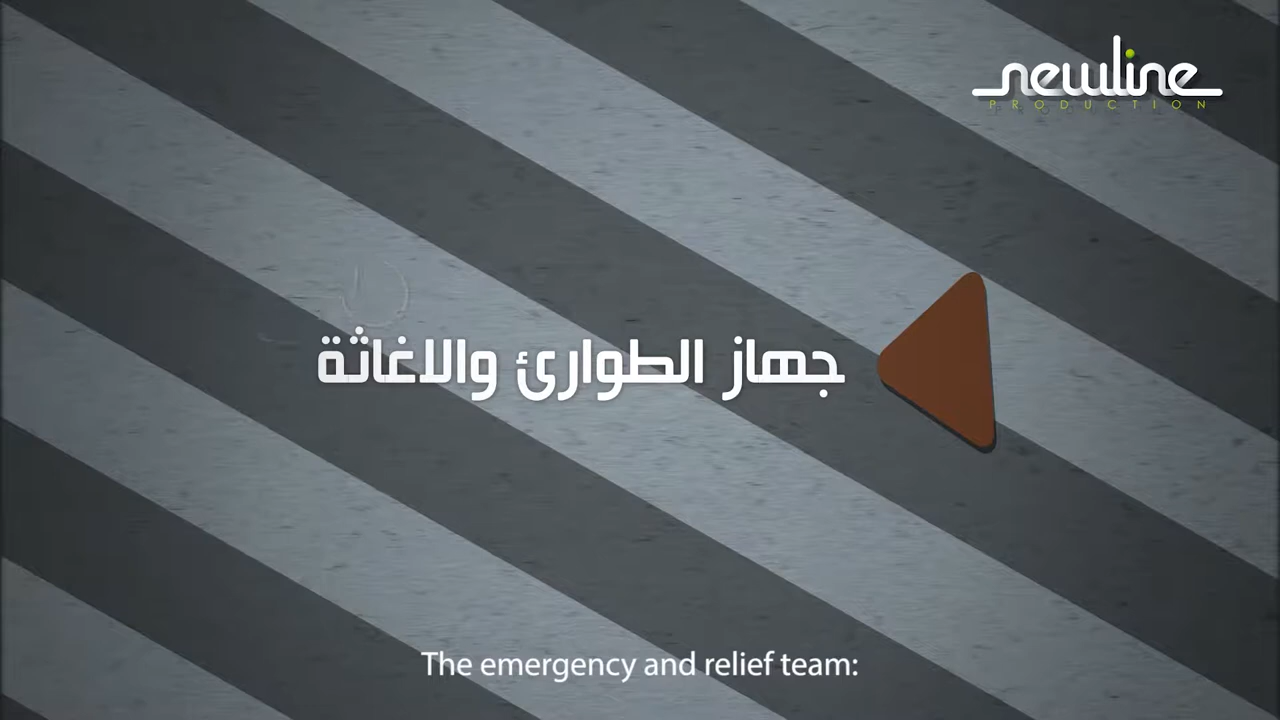 newline
PRODUCTION
جهاز الطوارئ والاغاثة
The emergency and relief team: